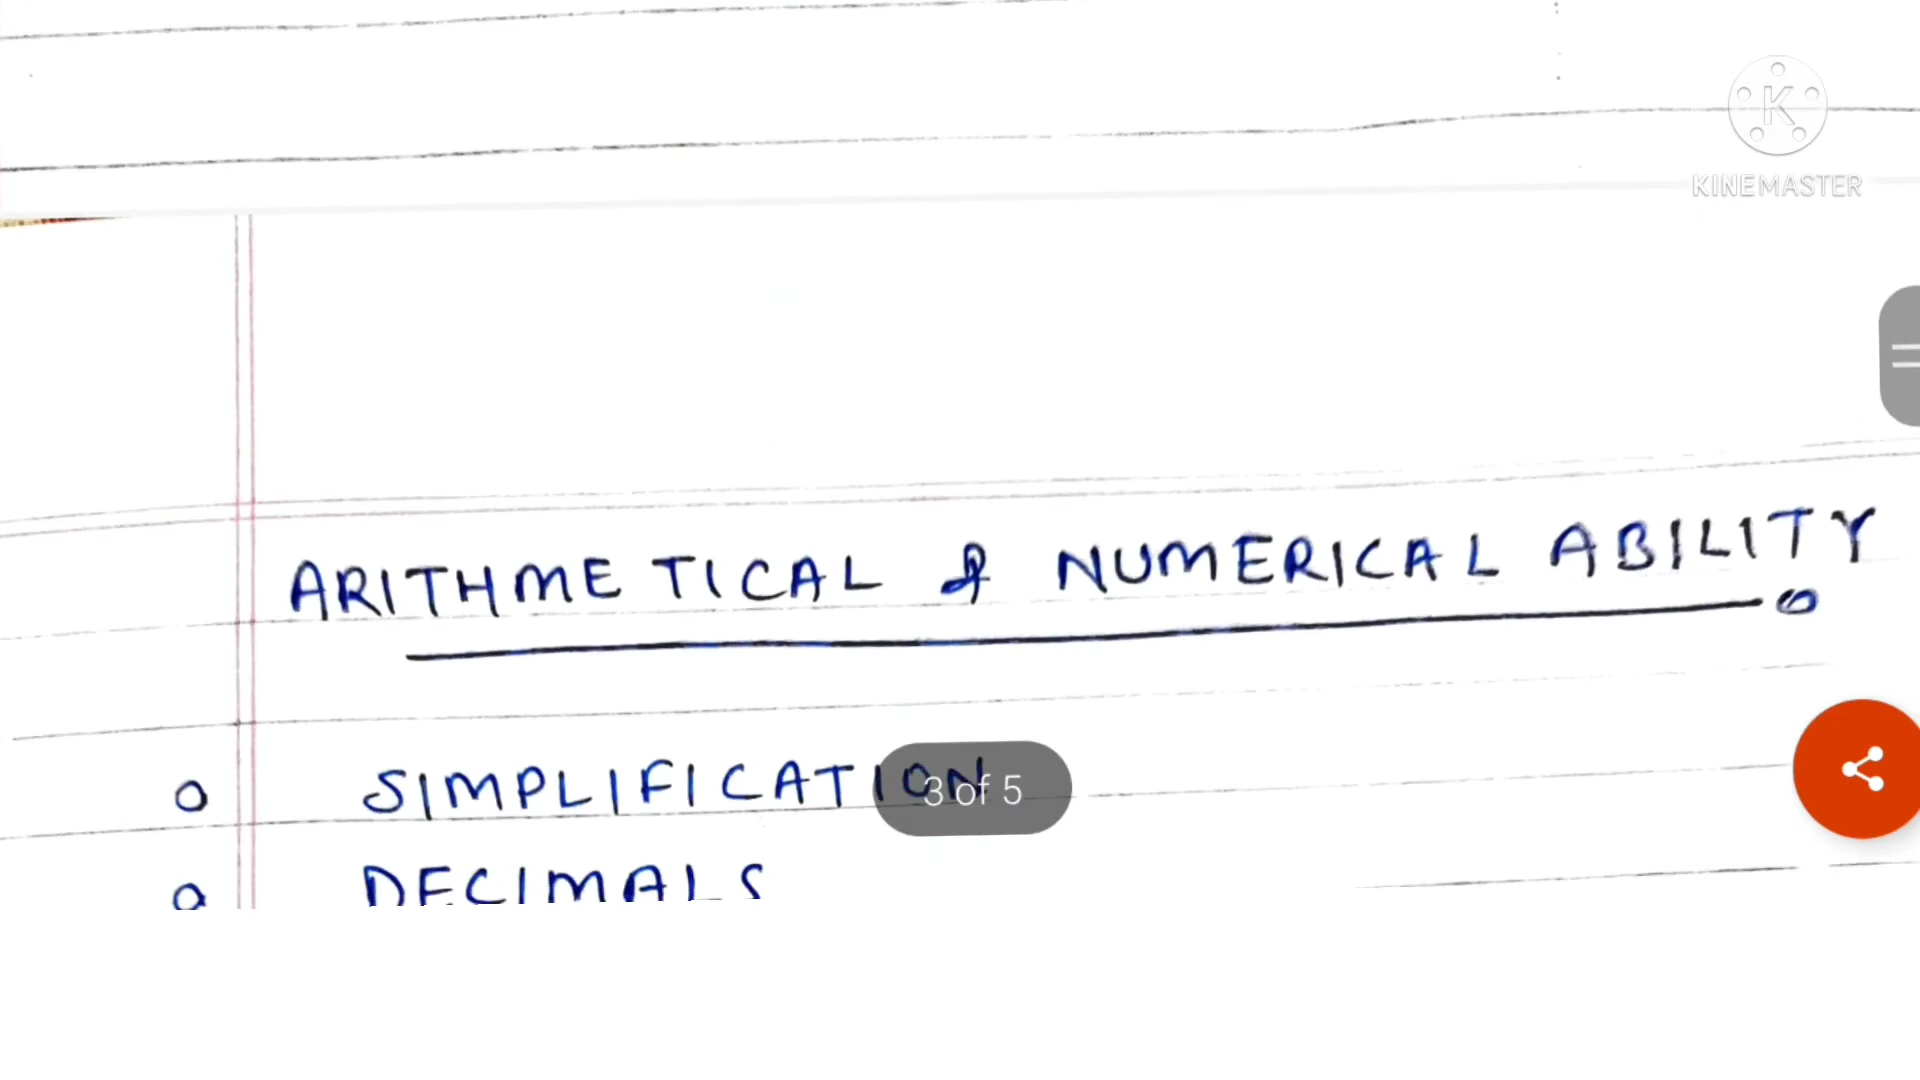 KINEMASTER
ARITHMETICAL & NUMERICAL ABILITY
o SIMPLIFICATION
3 of 5
o DECIMALS